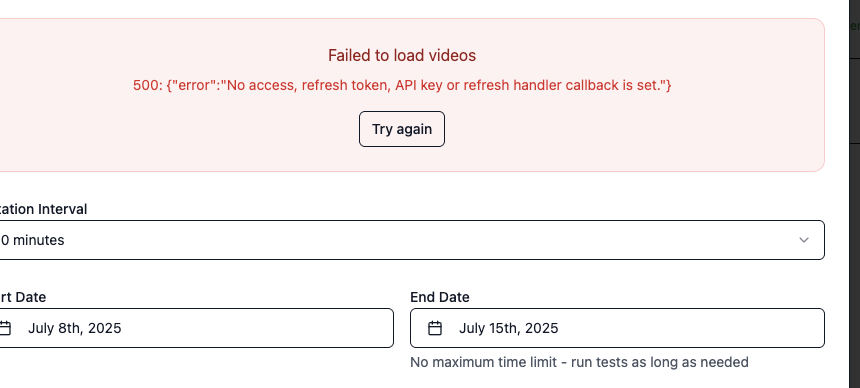 Failed to load videos
500: {"error":"No access, refresh token, API key or refresh handler callback is set."}
Try again
ation Interval
0 minutes
rt Date
End Date
July 8th, 2025
July 15th, 2025
No maximum time limit - run tests as long as needed